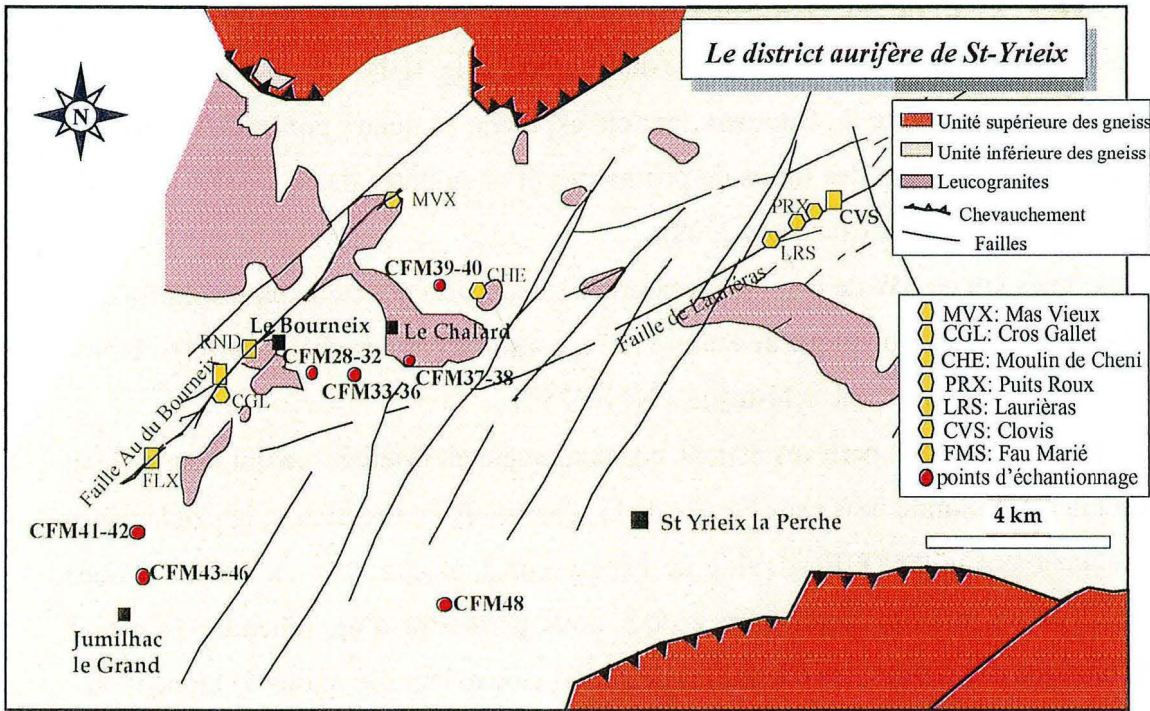 Le district aurifère de St-Yrieix
N
Unité supérieure des gneiss
Unité inférieure des gneiss
Leucogranites
Chevauchement
Failles
MVX
PRX
CVS
LRS
CFM39-40
CHE
Faille de Lauriéras
MVX: Mas Vieux
CGL: Cros Gallet
CHE: Moulin de Cheni
PRX: Puits Roux
LRS: Laurièras
CVS: Clovis
FMS: Fau Marié
points d'échantionnage
Le Bourneix
Le Chalard
RND
CFM28-32
CFM33-36
CFM37-38
CGL
Faille Au du Bourneix
FLX
4 km
St Yrieix la Perche
CFM41-42
CFM43-46
CFM48
Jumilhac
le Grand